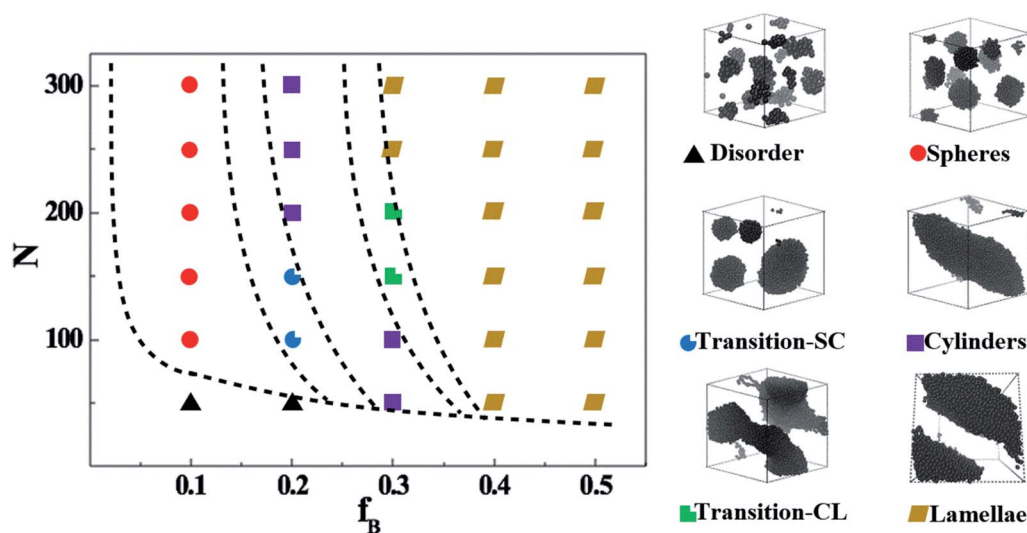 300
250
200
150
100
50
N
0.1 0.2 0.3 0.4 0.5
f_B
Disorder
Spheres
Transition-SC
Cylinders
Transition-CL
Lamellae